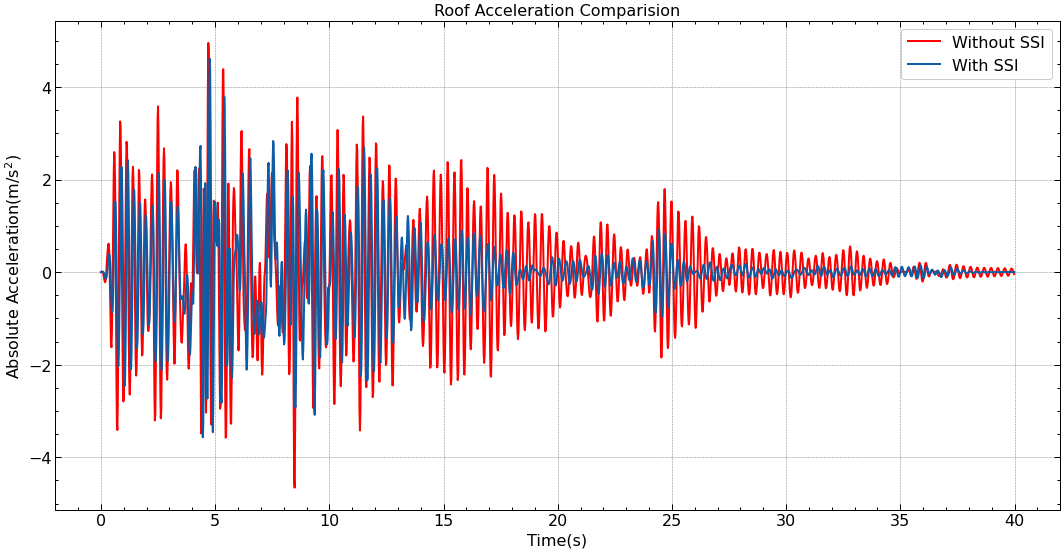 Roof Acceleration Comparision
Without SSI
With SSI
Absolute Acceleration(m/s²)
4
2
0
−2
−4
0 5 10 15 20 25 30 35 40
Time(s)